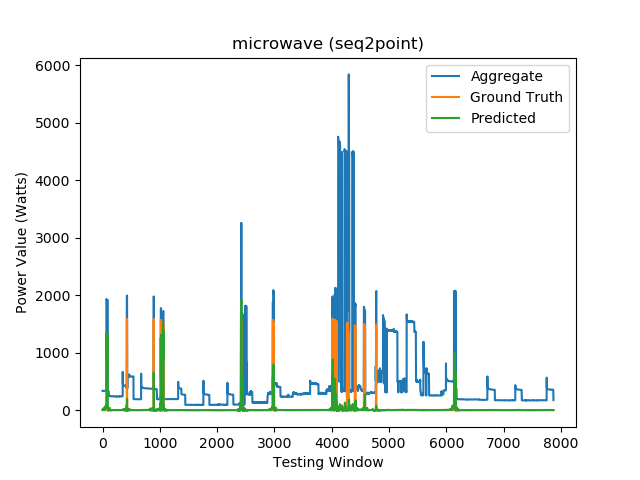 microwave (seq2point)
Aggregate
Ground Truth
Predicted
6000
5000
4000
3000
2000
1000
0
Power Value (Watts)
0 1000 2000 3000 4000 5000 6000 7000 8000
Testing Window